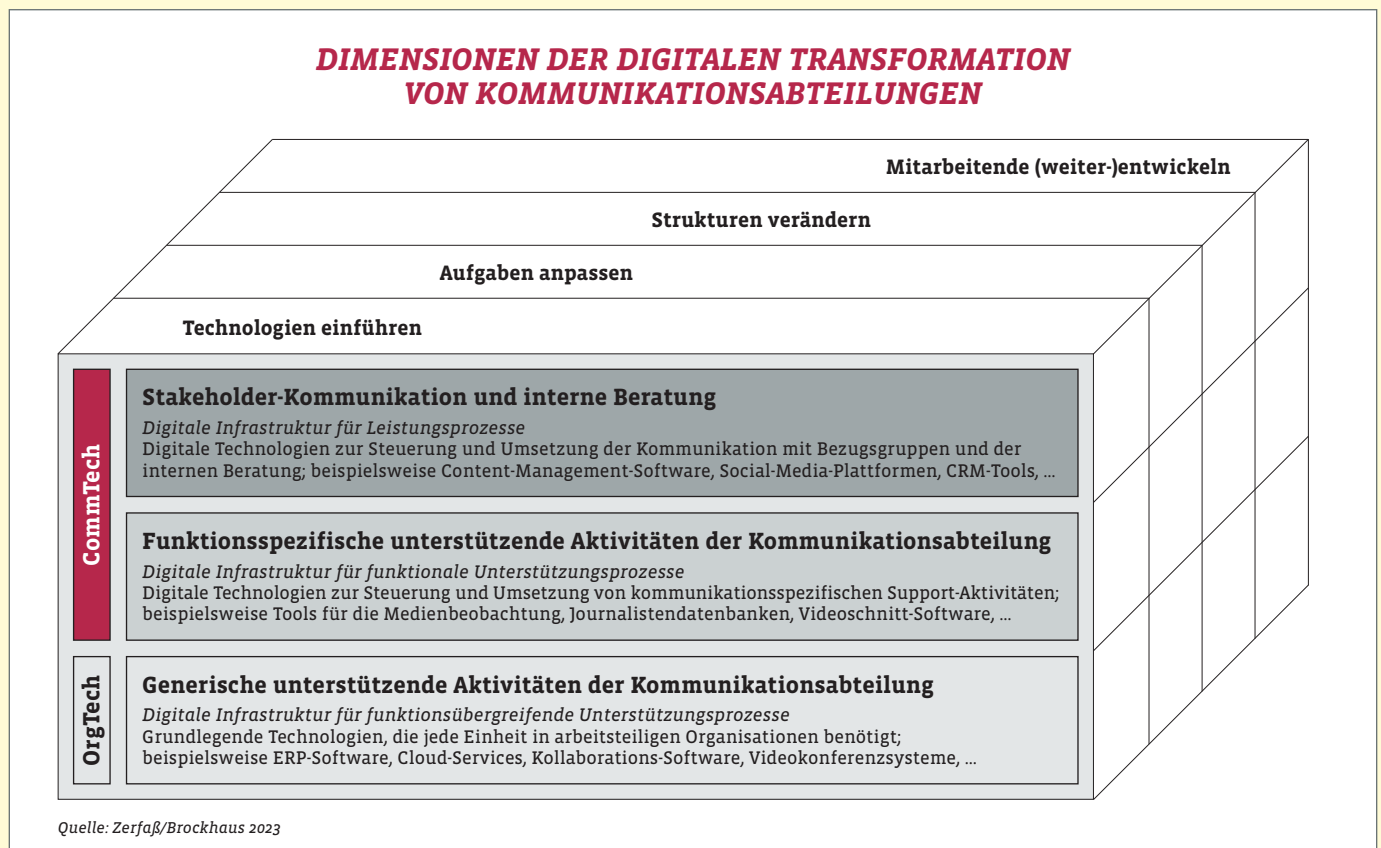 DIMENSIONEN DER DIGITALEN TRANSFORMATION
VON KOMMUNIKATIONSABTEILUNGEN
Mitarbeitende (weiter-)entwickeln
Strukturen verändern
Aufgaben anpassen
Technologien einführen
CommTech
Stakeholder-Kommunikation und interne Beratung
Digitale Infrastruktur für Leistungsprozesse
Digitale Technologien zur Steuerung und Umsetzung der Kommunikation mit Bezugsgruppen und der
internen Beratung; beispielsweise Content-Management-Software, Social-Media-Plattformen, CRM-Tools, ...
Funktionsspezifische unterstützende Aktivitäten der Kommunikationsabteilung
Digitale Infrastruktur für funktionale Unterstützungsprozesse
Digitale Technologien zur Steuerung und Umsetzung von kommunikationsspezifischen Support-Aktivitäten;
beispielsweise Tools für die Medienbeobachtung, Journalistendatenbanken, Videoschnitt-Software, ...
OrgTech
Generische unterstützende Aktivitäten der Kommunikationsabteilung
Digitale Infrastruktur für funktionsübergreifende Unterstützungsprozesse
Grundlegende Technologien, die jede Einheit in arbeitsteiligen Organisationen benötigt;
beispielsweise ERP-Software, Cloud-Services, Kollaborations-Software, Videokonferenzsysteme, ...
Quelle: Zerfaß/Brockhaus 2023